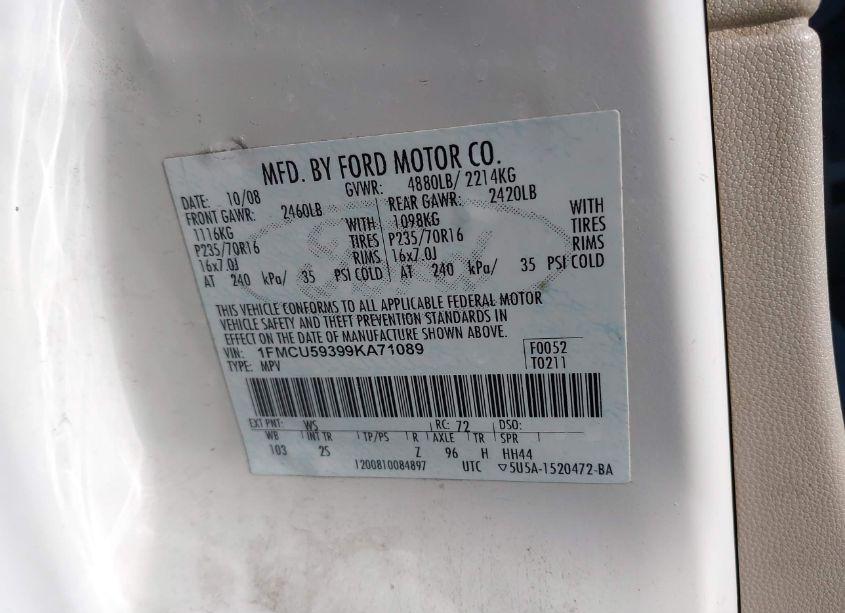 MFD. BY FORD MOTOR CO.
DATE: 10/08 GVWR: 4880LB/ 2214KG
FRONT GAWR: 2460LB REAR GAWR: 2420LB
1116KG WITH 1098KG WITH
P235/70R16 TIRES P235/70R16 TIRES
16x7.0J RIMS 16x7.0J RIMS
AT 240 kPa/ 35 PSI COLD AT 240 kPa/ 35 PSI COLD
THIS VEHICLE CONFORMS TO ALL APPLICABLE FEDERAL MOTOR
VEHICLE SAFETY AND THEFT PREVENTION STANDARDS IN
EFFECT ON THE DATE OF MANUFACTURE SHOWN ABOVE.
VIN: 1FMCU59399KA71089 F0052
TYPE: MPV T0211
EXT PNT: WS RC: 72 DSO:
WB INT TR TP/PS R AXLE TR SPR
103 2S Z 96 H HH44
1200810084897 UTC ▽5U5A-1520472-BA